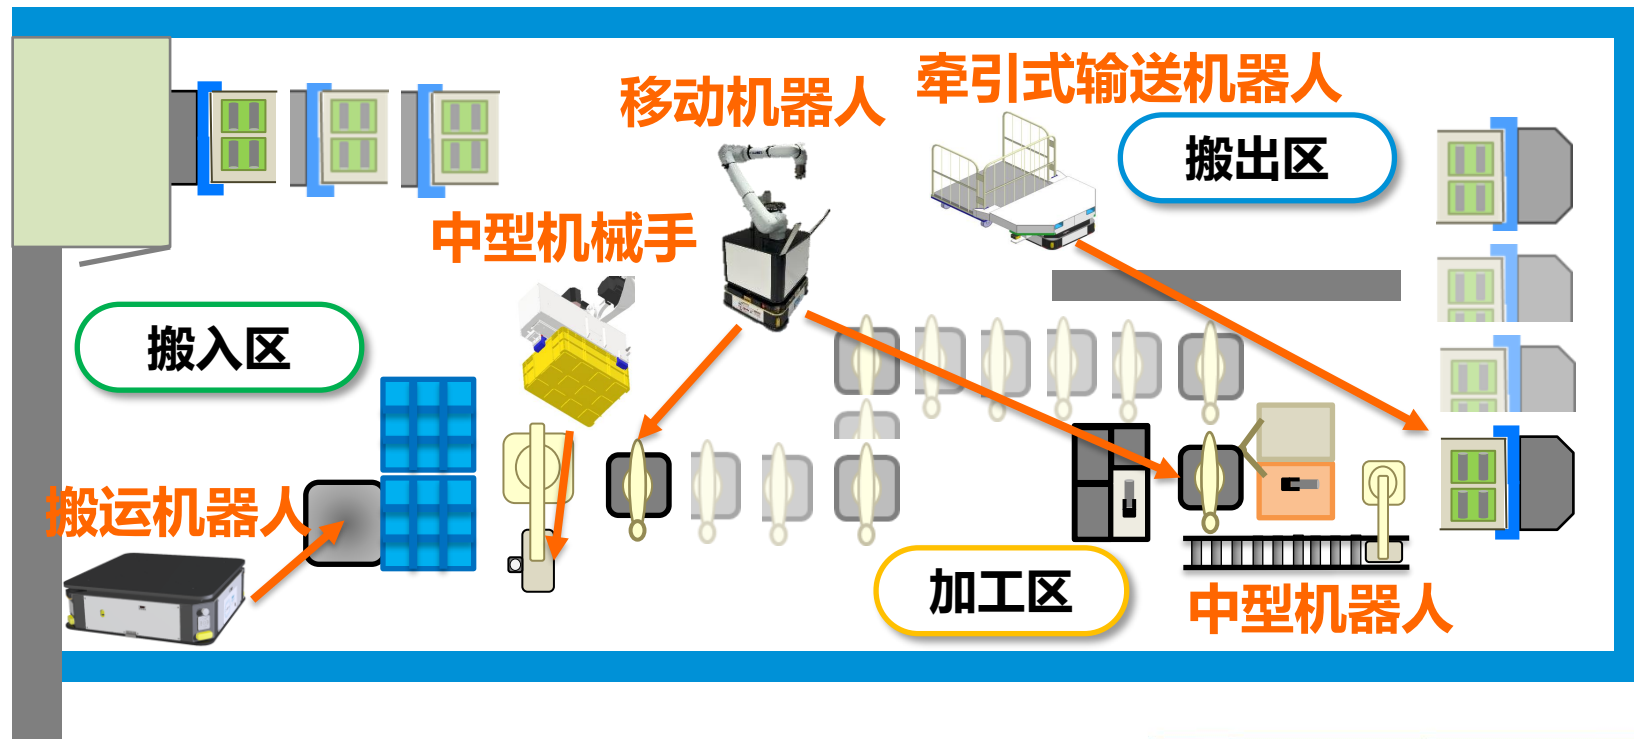 牵引式输送机器人
移动机器人
搬出区
中型机械手
搬入区
搬运机器人
加工区
中型机器人